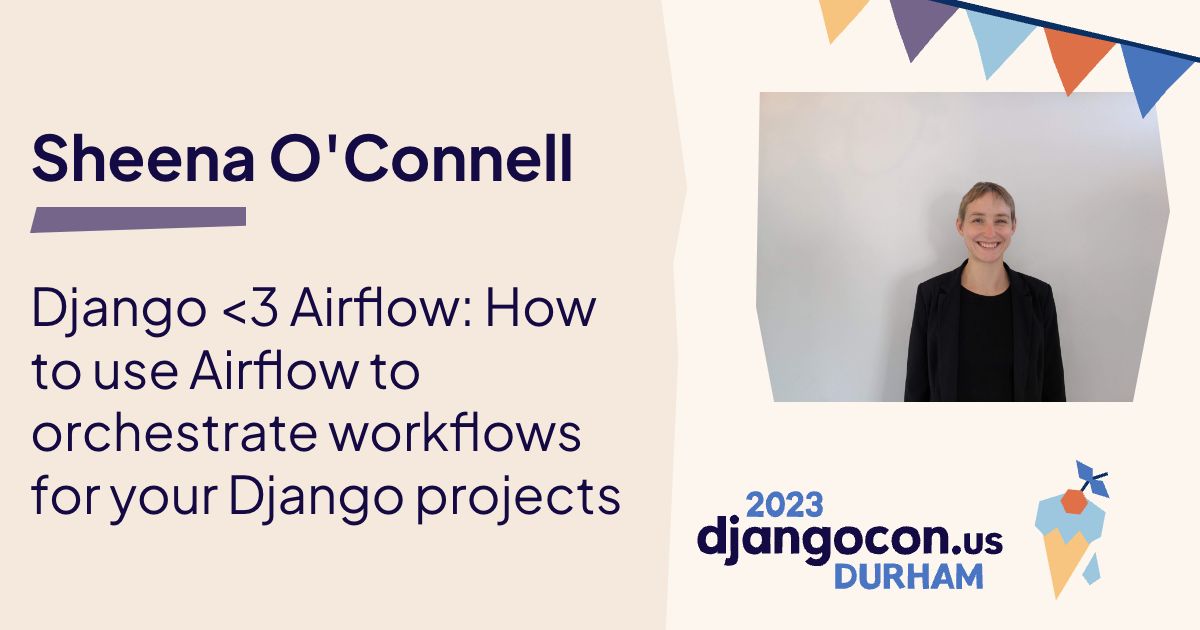 Sheena O'Connell
Django <3 Airflow: How
to use Airflow to
orchestrate workflows
for your Django projects
2023
djangocon.us
DURHAM